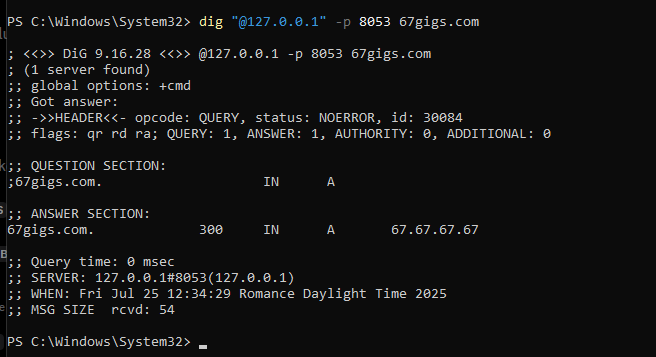 PS C:\Windows\System32> dig "@127.0.0.1" -p 8053 67gigs.com
; <<>> DiG 9.16.28 <<>> @127.0.0.1 -p 8053 67gigs.com
; (1 server found)
;; global options: +cmd
;; Got answer:
;; ->>HEADER<<- opcode: QUERY, status: NOERROR, id: 30084
;; flags: qr rd ra; QUERY: 1, ANSWER: 1, AUTHORITY: 0, ADDITIONAL: 0
;; QUESTION SECTION:
;67gigs.com. IN A
;; ANSWER SECTION:
67gigs.com. 300 IN A 67.67.67.67
;; Query time: 0 msec
;; SERVER: 127.0.0.1#8053(127.0.0.1)
;; WHEN: Fri Jul 25 12:34:29 Romance Daylight Time 2025
;; MSG SIZE rcvd: 54
PS C:\Windows\System32>